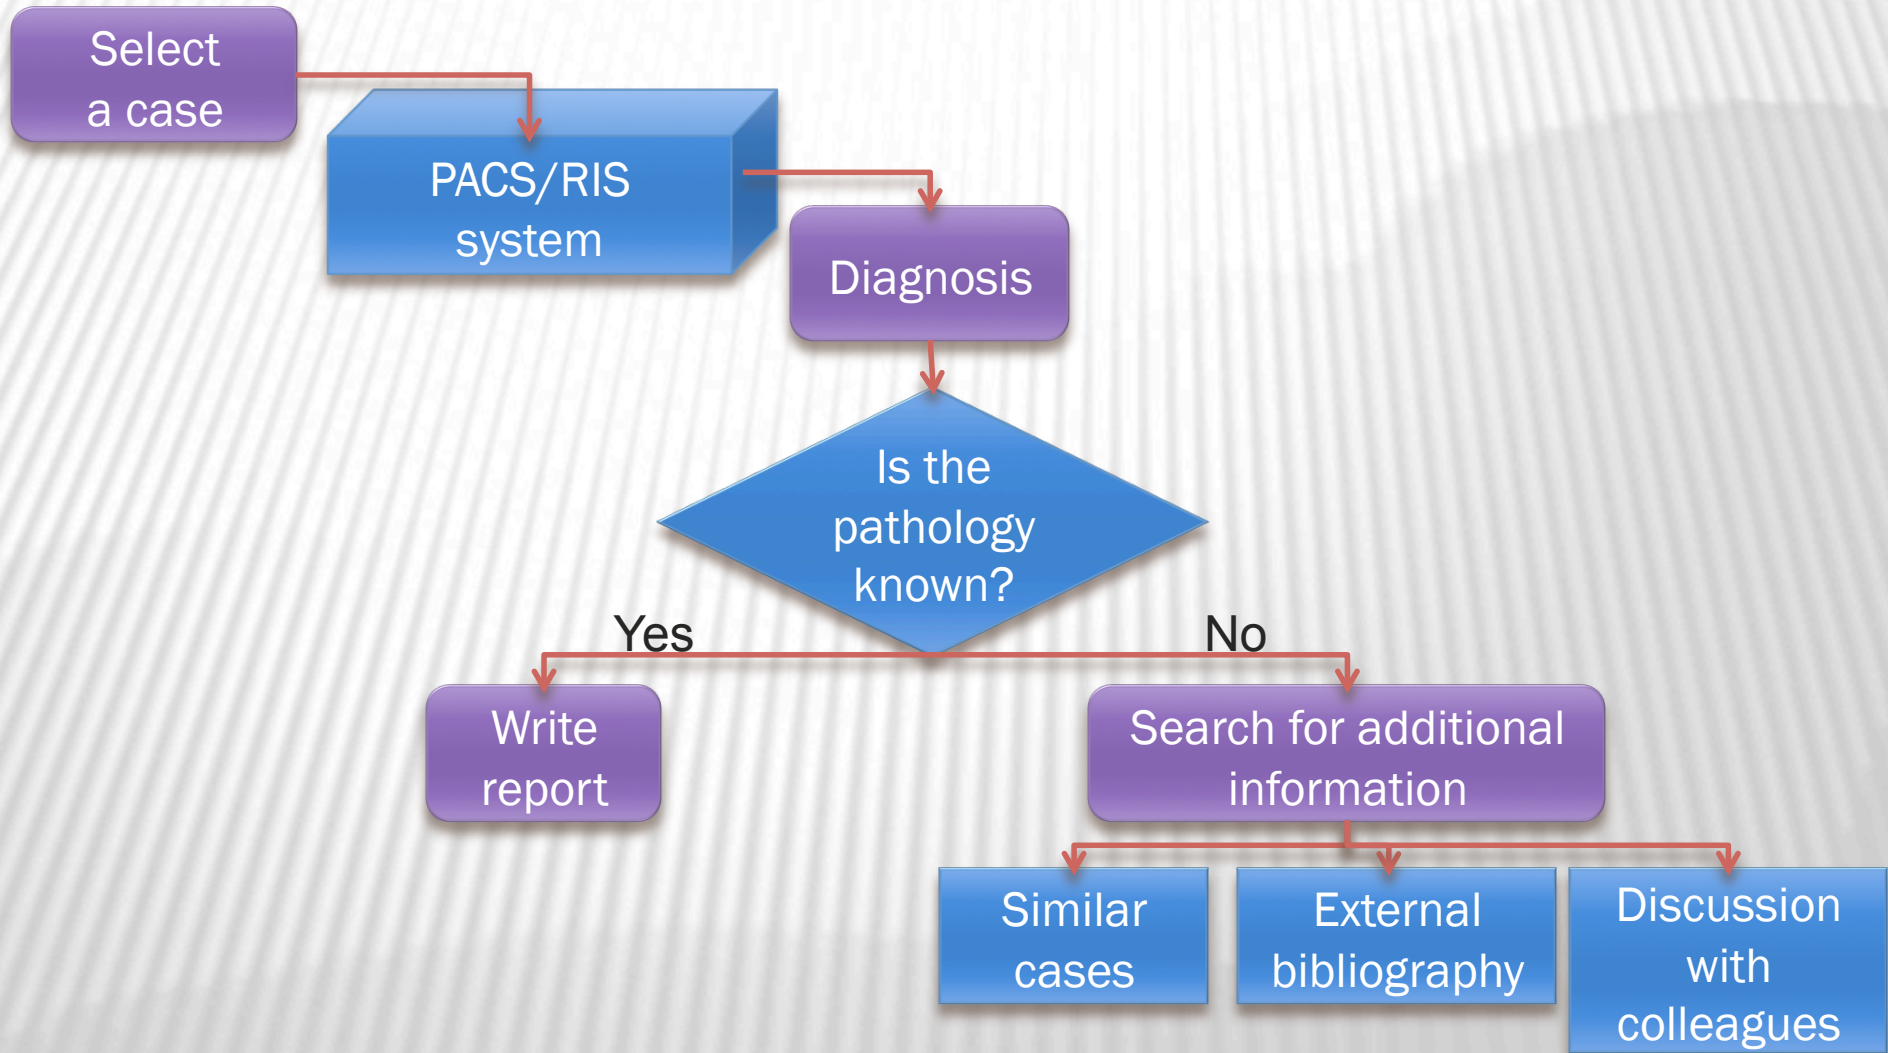 Select
a case
PACS/RIS
system
Diagnosis
Is the
pathology
known?
Yes
No
Write
report
Search for additional
information
Similar
cases
External
bibliography
Discussion
with
colleagues